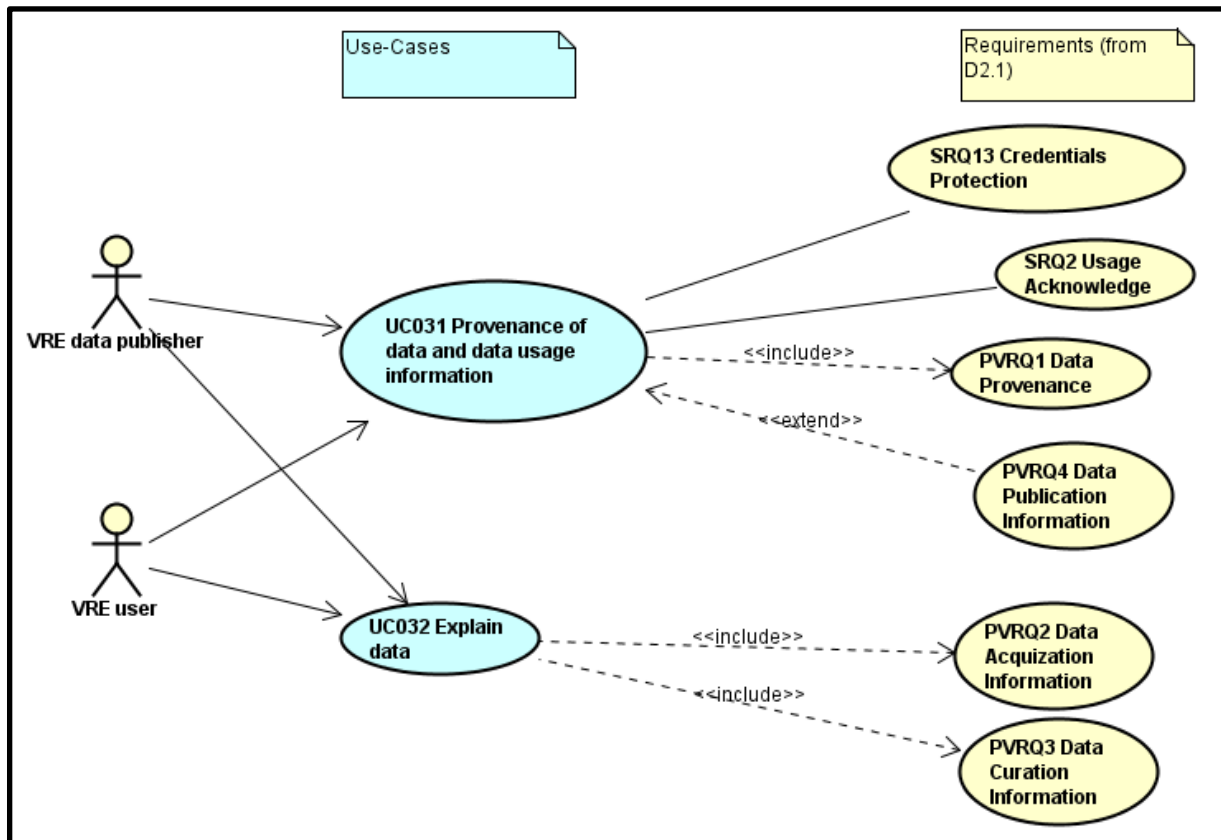 Use-Cases
Requirements (from
D2.1)
SRQ13 Credentials
Protection
SRQ2 Usage
Acknowledge
VRE data publisher
UC031 Provenance of
data and data usage
information
<<include>>
PVRQ1 Data
Provenance
<<extend>>
PVRQ4 Data
Publication
Information
VRE user
UC032 Explain
data
<<include>>
PVRQ2 Data
Acquization
Information
<<include>>
PVRQ3 Data
Curation
Information